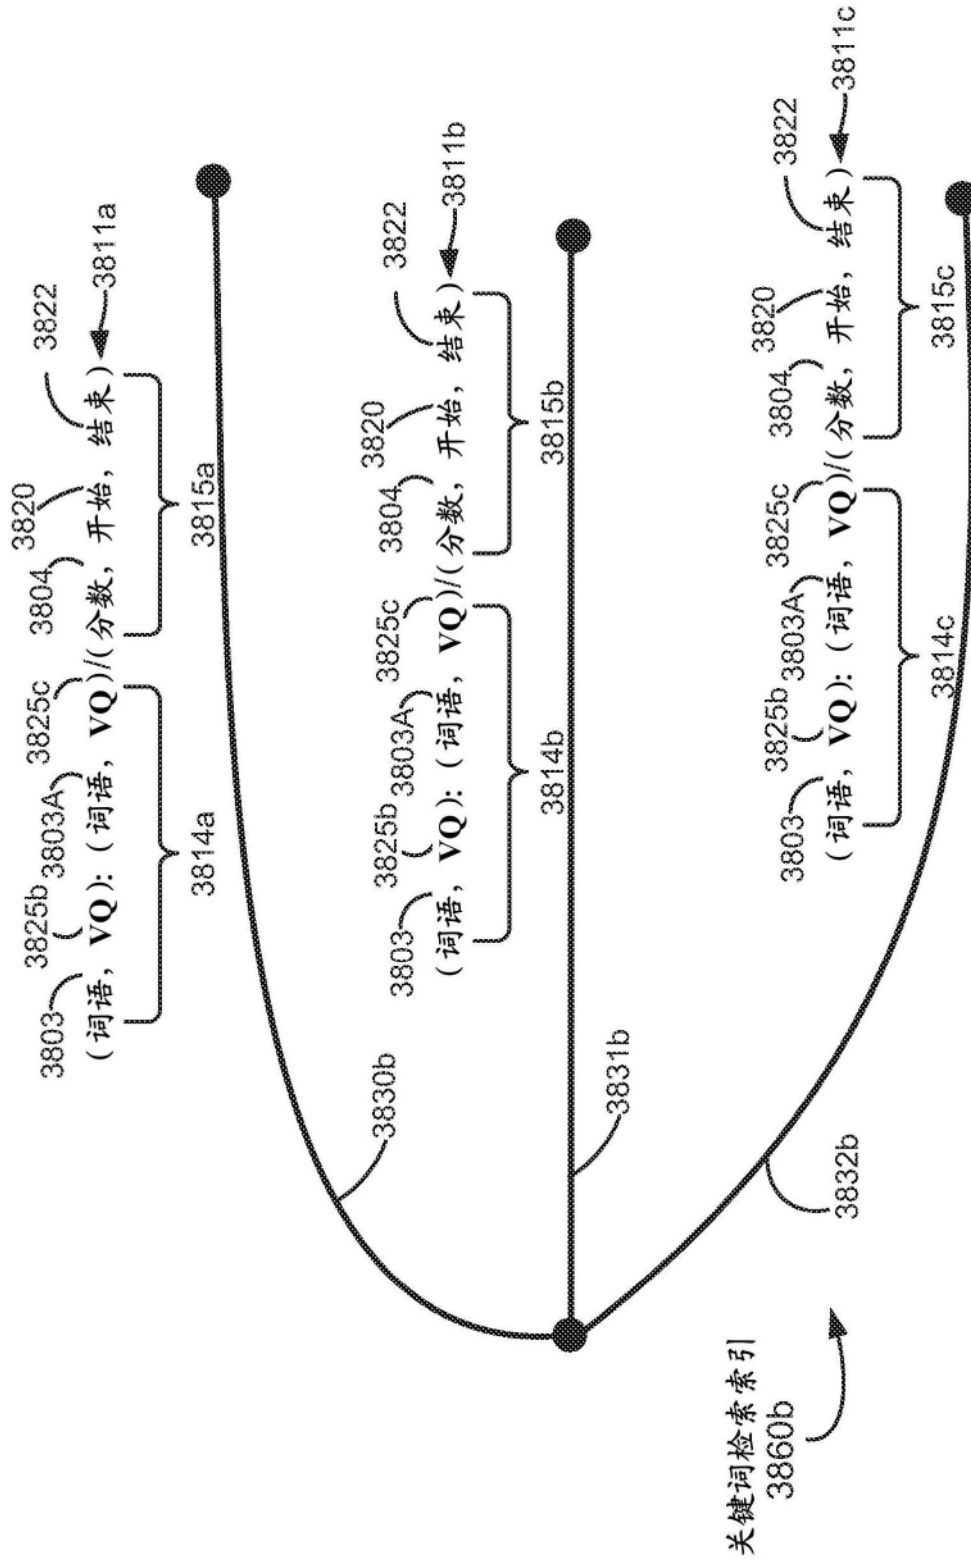 3803 3825b 3803A 3825c 3804 3820 3822
(词语, VQ): (词语, VQ)/(分数, 开始, 结束) 3811a
3814a 3815a
3830b
3803 3825b 3803A 3825c 3804 3820 3822
(词语, VQ): (词语, VQ)/(分数, 开始, 结束) 3811b
3814b 3815b
3831b
3803 3825b 3803A 3825c 3804 3820 3822
(词语, VQ): (词语, VQ)/(分数, 开始, 结束) 3811c
3814c 3815c
3832b
关键词检索索引
3860b